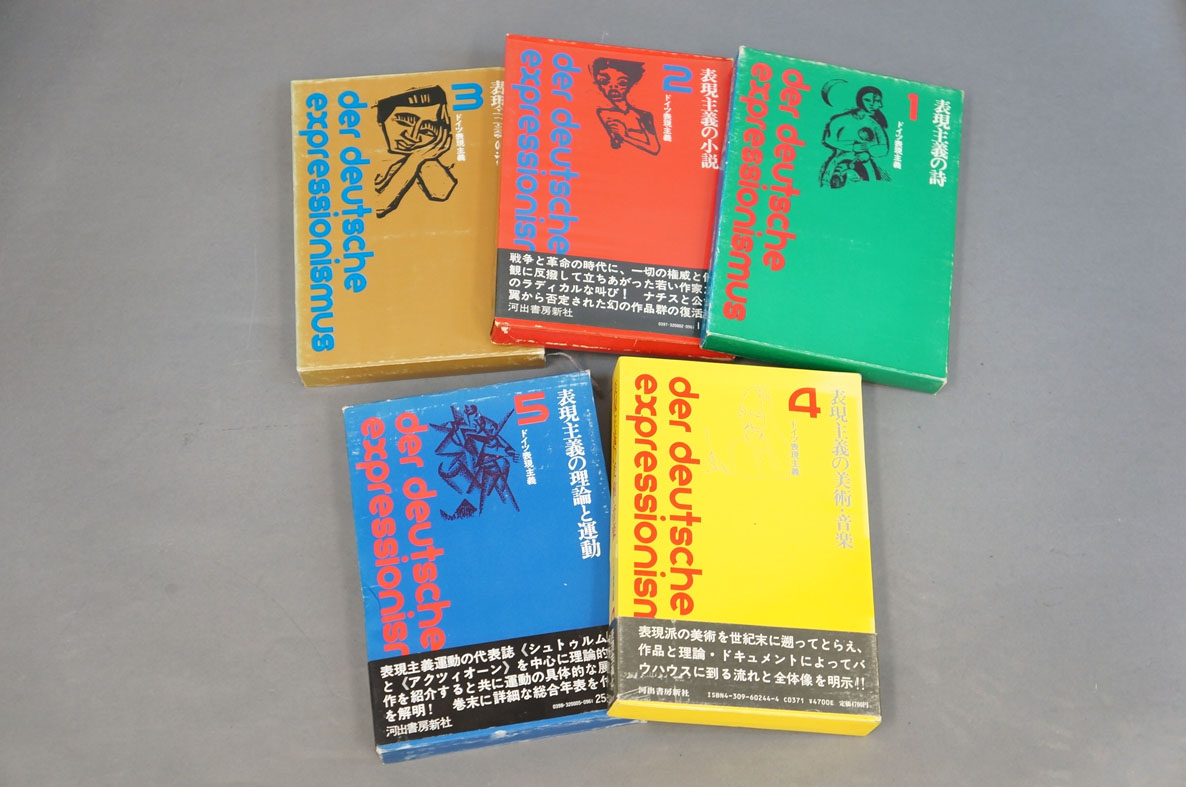 der deutsche
expressionismus
3
ドイツ表現主義
der deutsche
2
ドイツ表現主義
表現主義の小説
戦争と革命の時代に、一切の権威と
観に反撥して立ちあがった若い作家
のラディカルな叫び! ナチスと公
翼から否定された幻の作品群の復活
河出書房新社
der deutsche
expressionismus
1
ドイツ表現主義
表現主義の詩
der deutsche
5
ドイツ表現主義
表現主義の理論と運動
表現主義運動の代表誌《シュトゥルム
と〈アクツィオーン〉を中心に理論的
作を紹介すると共に運動の具体的な展
を解明! 巻末に詳細な総合年表を付
河出書房新社
der deutsche
4
ドイツ表現主義
表現主義の美術・音楽
表現派の美術を世紀末に遡ってとらえ、
作品と理論・ドキュメントによってバ
ウハウスに到る流れと全体像を明示!!
河出書房新社 ISBN4-309-60244-4 C0371 ¥4700E 定価4700円